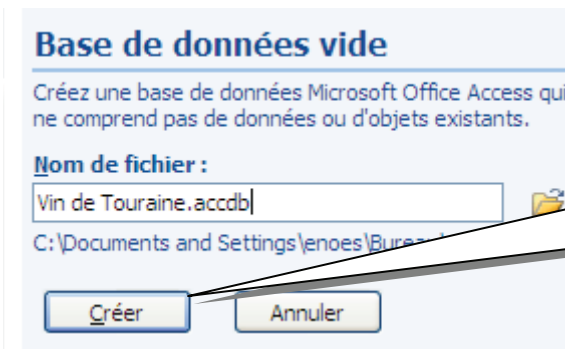 Base de données vide
Créez une base de données Microsoft Office Access qui
ne comprend pas de données ou d'objets existants.
Nom de fichier :
Vin de Touraine.accdb
C:\Documents and Settings\enoes\Bureau\
Créer
Annuler